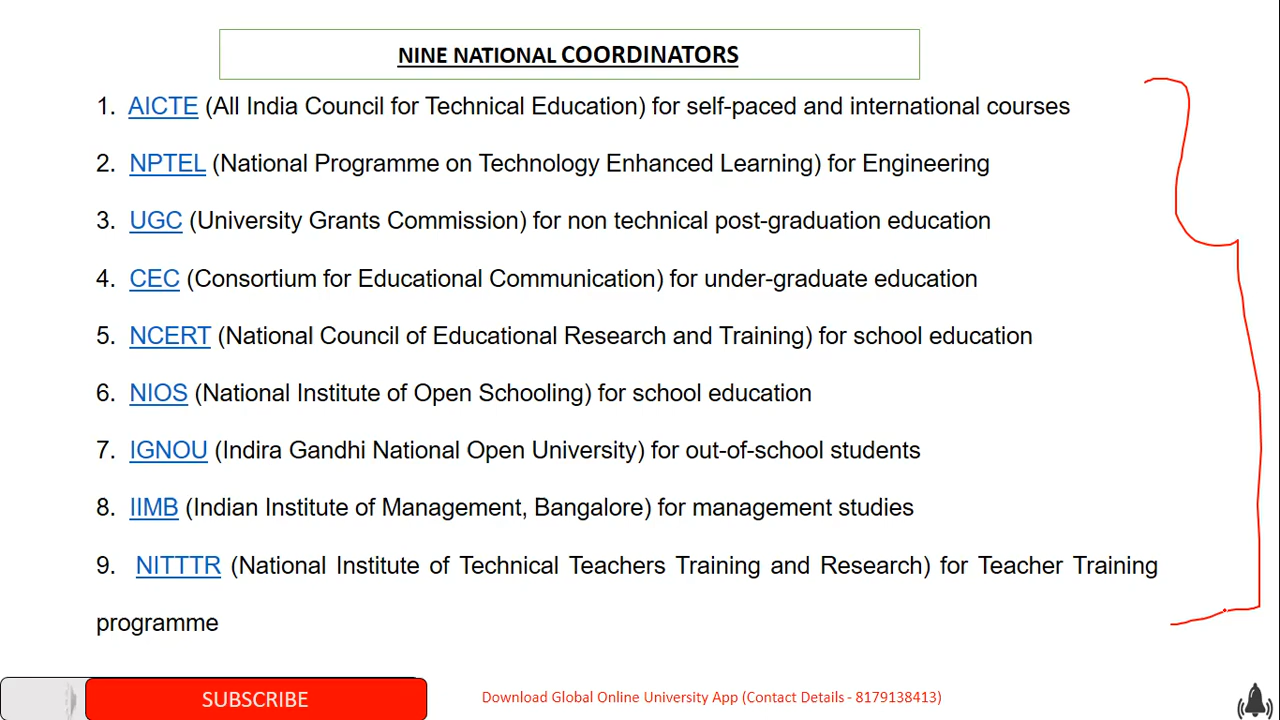 NINE NATIONAL COORDINATORS
1. AICTE (All India Council for Technical Education) for self-paced and international courses
2. NPTEL (National Programme on Technology Enhanced Learning) for Engineering
3. UGC (University Grants Commission) for non technical post-graduation education
4. CEC (Consortium for Educational Communication) for under-graduate education
5. NCERT (National Council of Educational Research and Training) for school education
6. NIOS (National Institute of Open Schooling) for school education
7. IGNOU (Indira Gandhi National Open University) for out-of-school students
8. IIMB (Indian Institute of Management, Bangalore) for management studies
9. NITTTR (National Institute of Technical Teachers Training and Research) for Teacher Training
programme
SUBSCRIBE
Download Global Online University App (Contact Details - 8179138413)